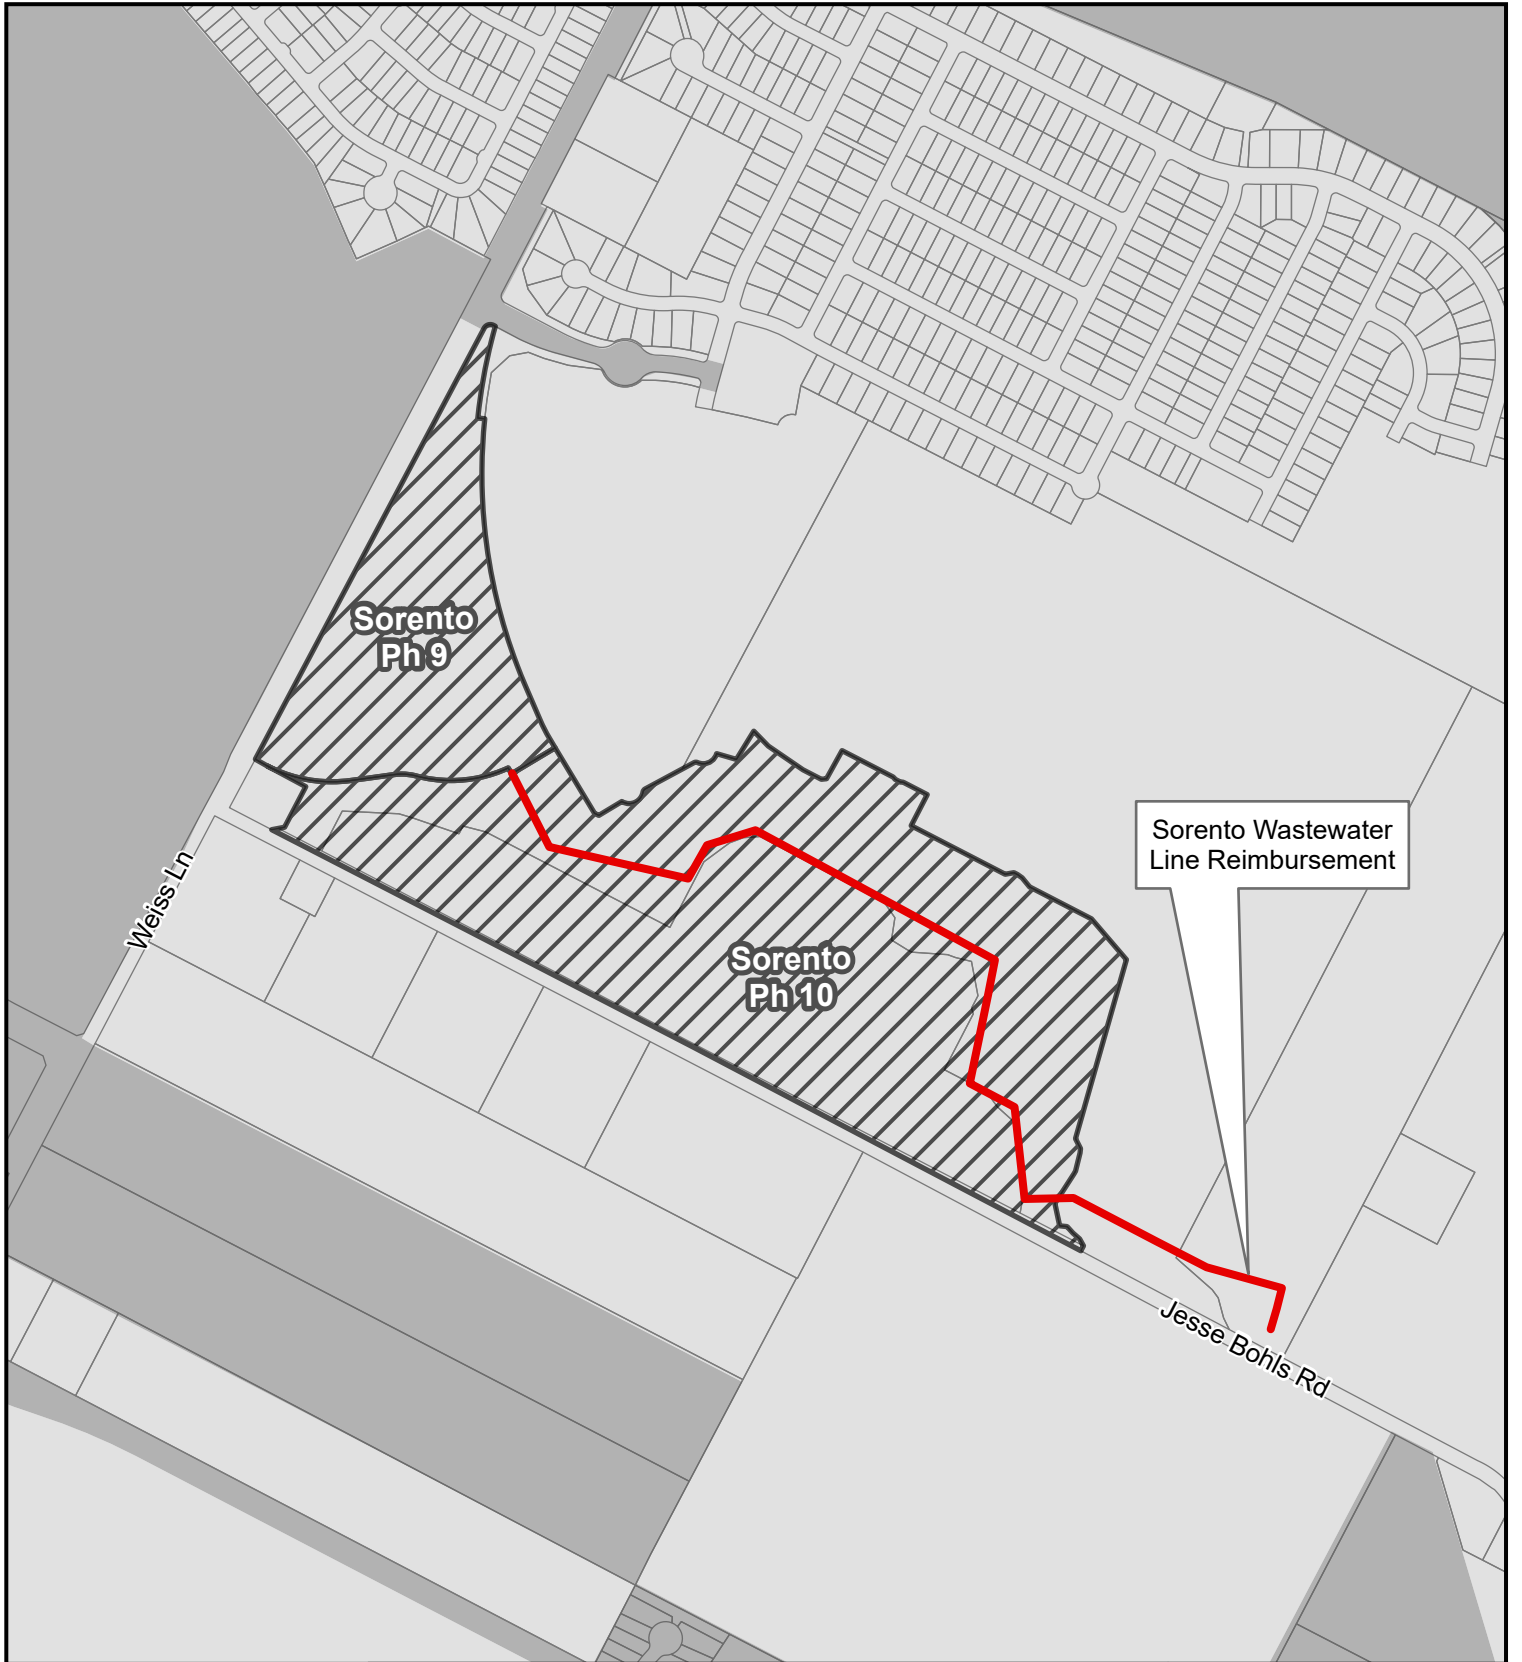 Sorento
Ph 9
Sorento Wastewater
Line Reimbursement
Weiss Ln
Sorento
Ph 10
Jesse Bohls Rd